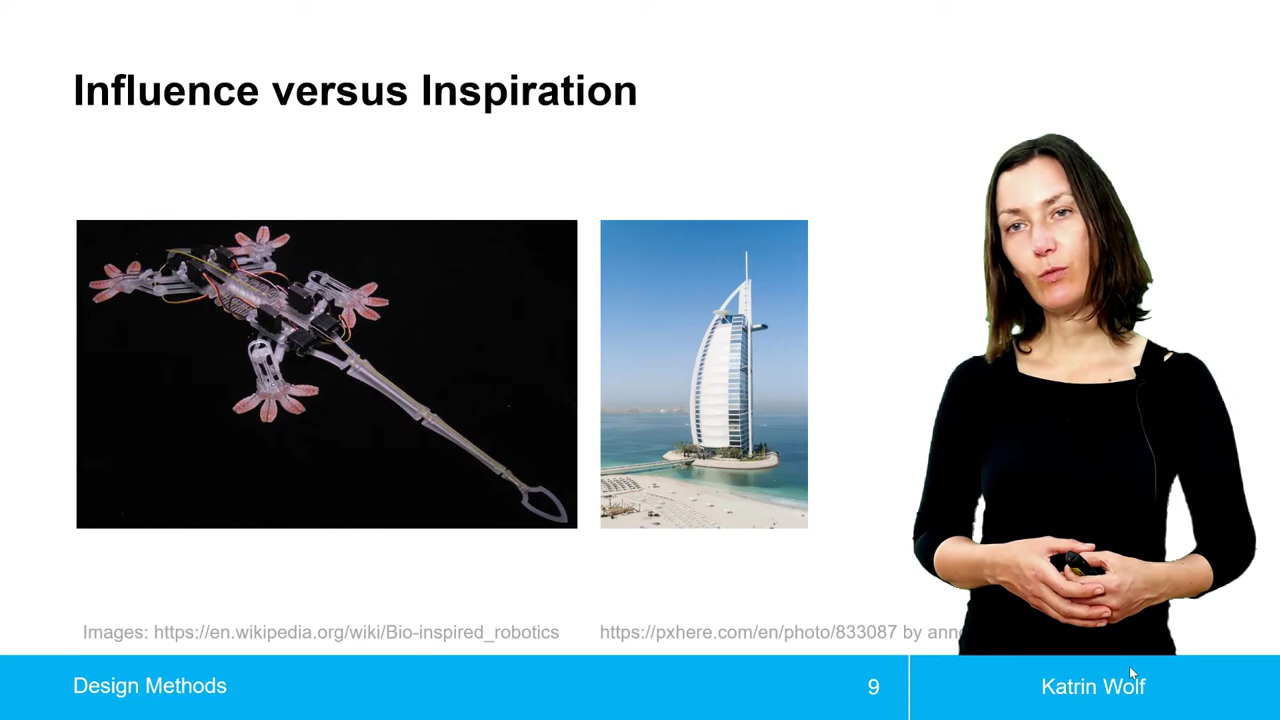 Influence versus Inspiration
Images: https://en.wikipedia.org/wiki/Bio-inspired_robotics
https://pxhere.com/en/photo/833087 by
Design Methods
9
Katrin Wolf